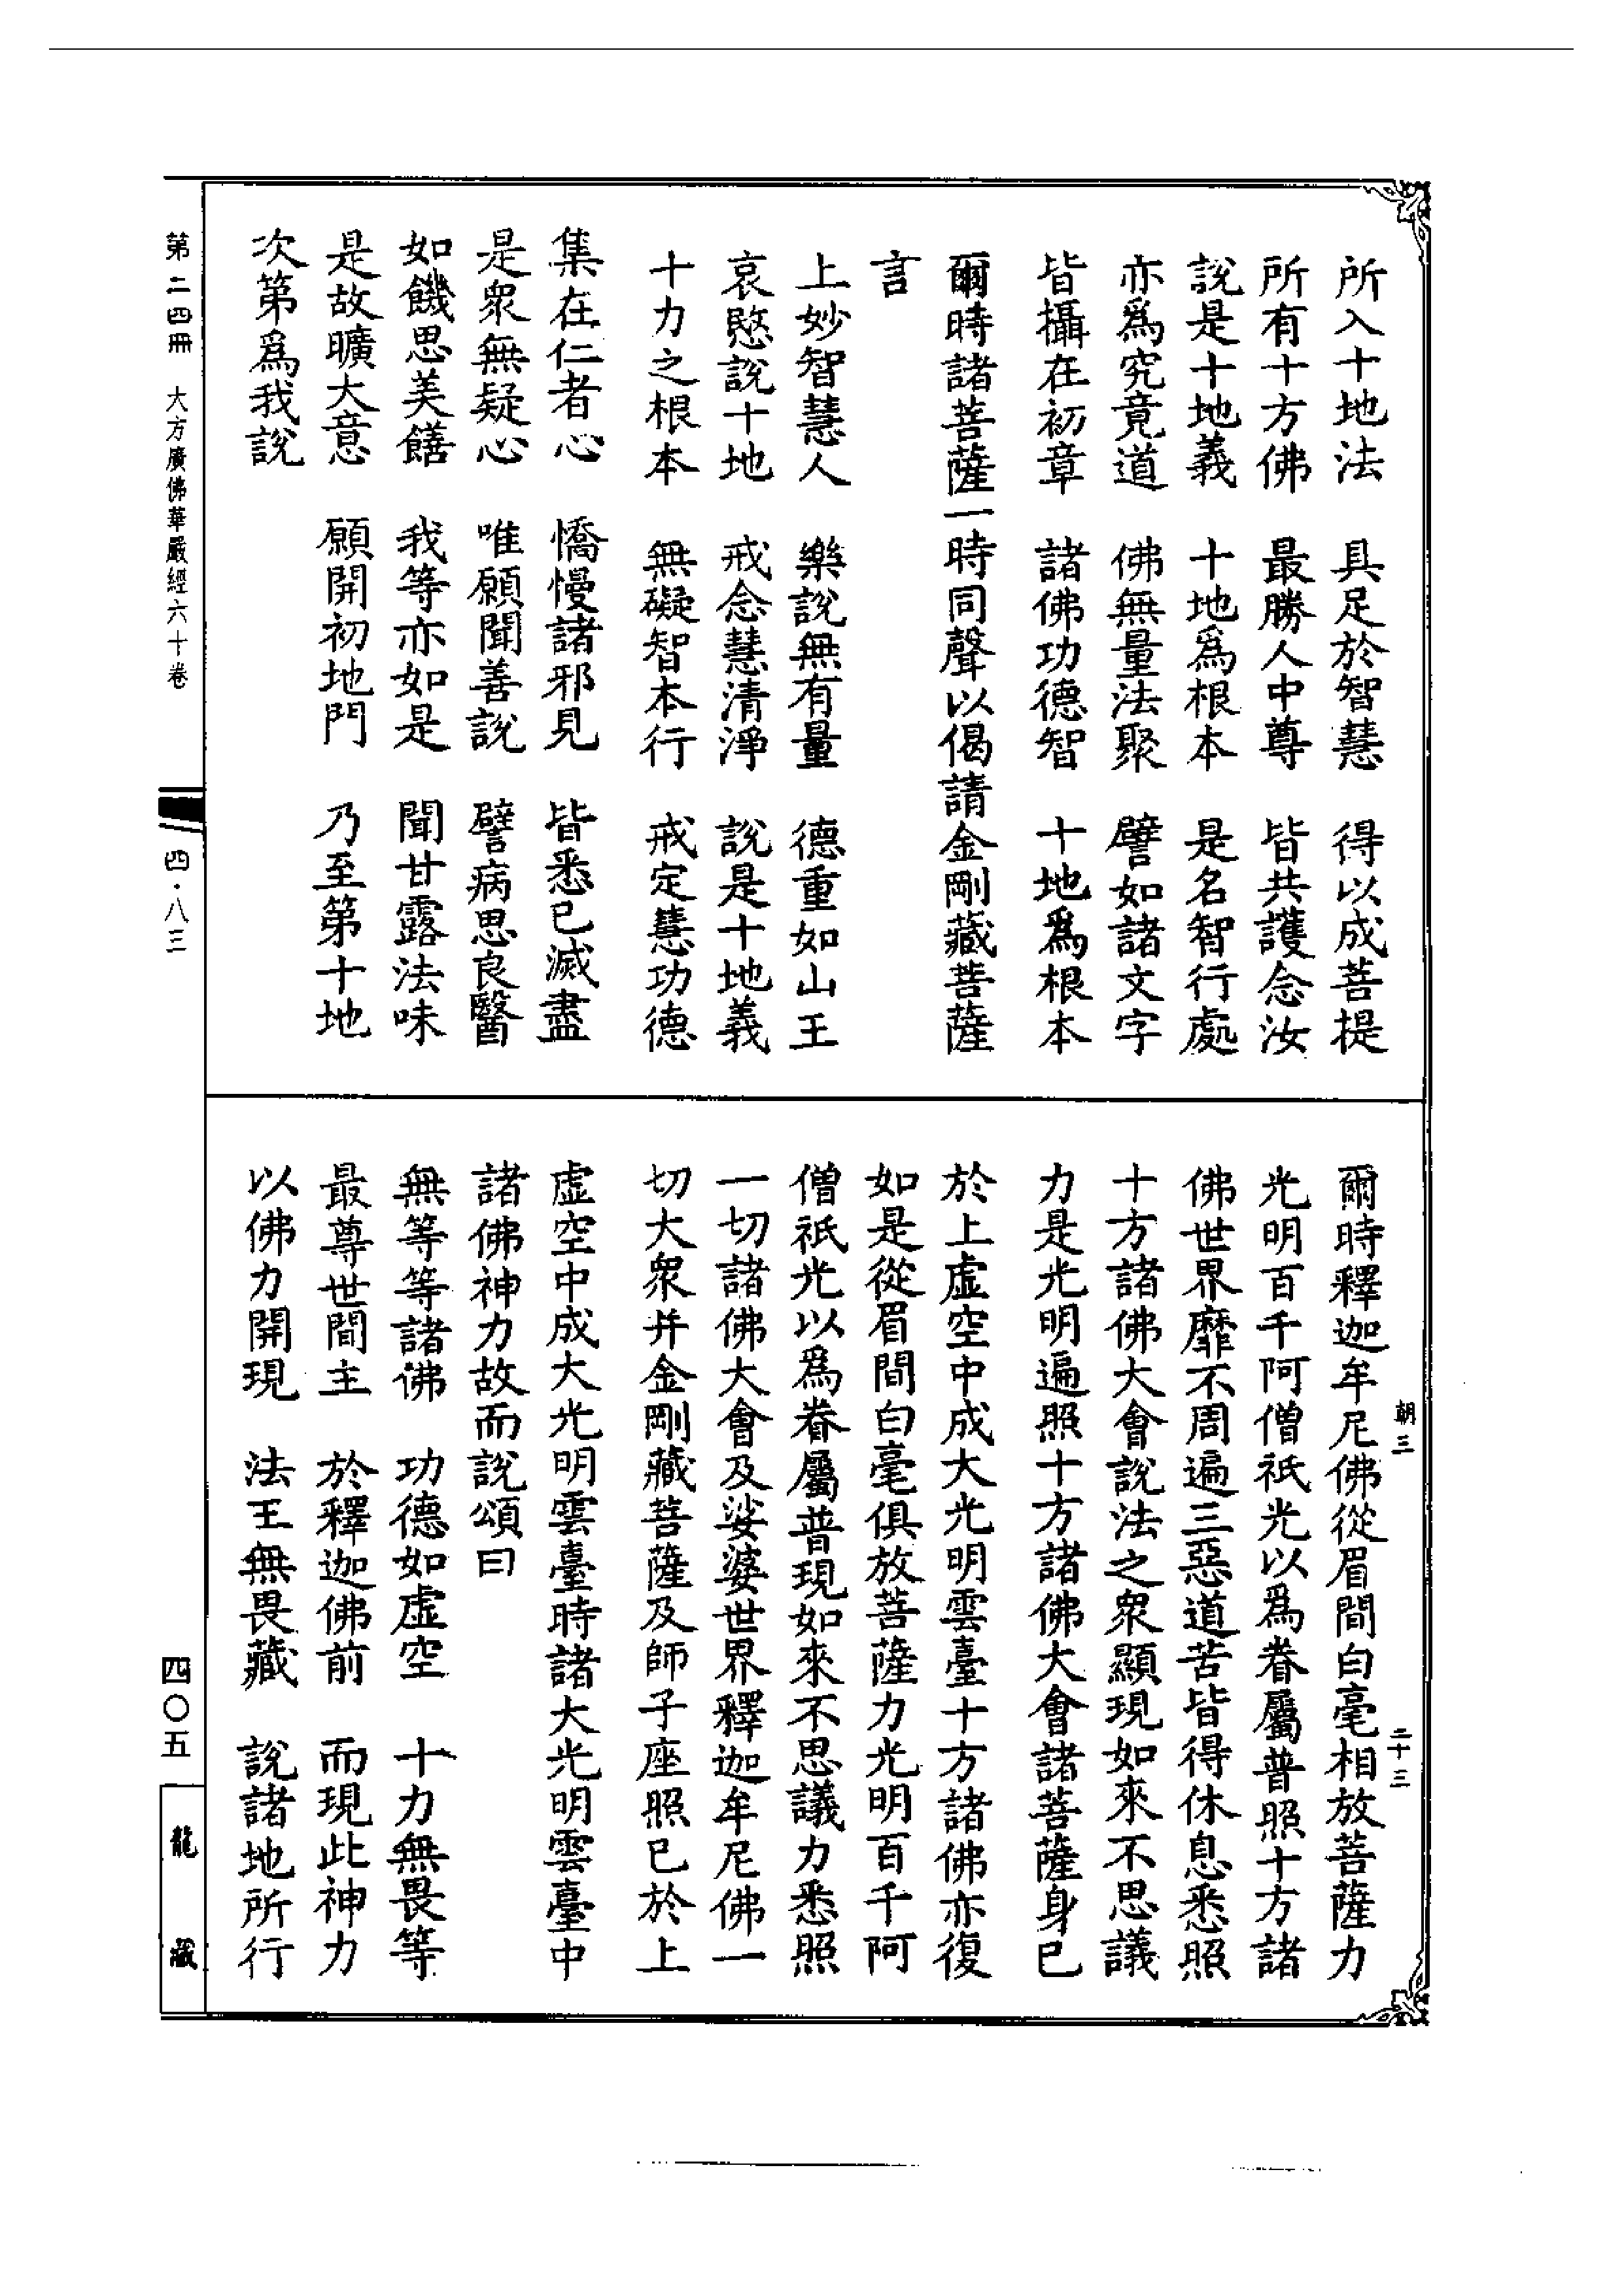 所入十地法　具足於智慧　得以成菩提
所有十方佛　最勝人中尊　皆共護念汝
說是十地義　十地爲根本　是名智行處
亦爲究竟道　佛無量法聚　譬如諸文字
皆攝在初章　諸佛功德智　十地爲根本
爾時諸菩薩一時同聲以偈請金剛藏菩薩
言
上妙智慧人　樂說無有量　德重如山王
哀愍說十地　戒念慧清淨　說是十地義
十力之根本　無礙智本行　戒定慧功德
集在仁者心　憍慢諸邪見　皆悉已滅盡
是衆無疑心　唯願聞善說　譬病思良醫
如饑思美饍　我等亦如是　聞甘露法味
是故曠大意　願開初地門　乃至第十地
次第爲我說
爾時釋迦牟尼佛從眉間白毫相放菩薩力
光明百千阿僧祇光以爲眷屬普照十方諸
佛世界靡不周遍三惡道苦皆得休息悉照
十方諸佛大會說法之衆顯現如來不思議
力是光明遍照十方諸佛大會諸菩薩身已
於上虛空中成大光明雲臺十方諸佛亦復
如是從眉間白毫俱放菩薩力光明百千阿
僧祇光以爲眷屬普現如來不思議力悉照
一切諸佛大會及娑婆世界釋迦牟尼佛一
切大衆并金剛藏菩薩及師子座照已於上
虛空中成大光明雲臺時諸大光明雲臺中
諸佛神力故而說頌曰
無等等諸佛　功德如虛空　十力無畏等
最尊世間主　於釋迦佛前　而現此神力
以佛力開現　法王無畏藏　說諸地所行
朝三
二十三
第二四冊　大方廣佛華嚴經六十卷
四·八三
四〇五
龍藏